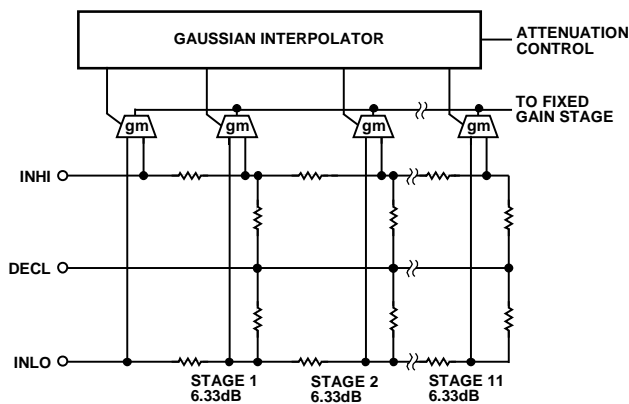 GAUSSIAN INTERPOLATOR
ATTENUATION
CONTROL
TO FIXED
GAIN STAGE
gm
gm
gm
gm
INHI
DECL
INLO
STAGE 1
6.33dB
STAGE 2
6.33dB
STAGE 11
6.33dB